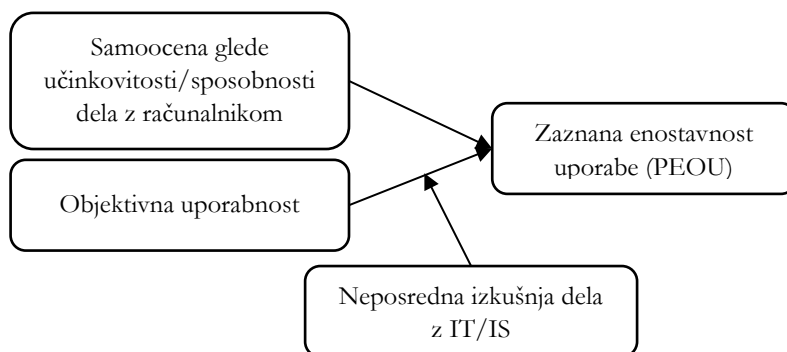 Samoocena glede
učinkovitosti/sposobnosti
dela z računalnikom
Zaznana enostavnost
uporabe (PEOU)
Objektivna uporabnost
Neposredna izkušnja dela
z IT/IS